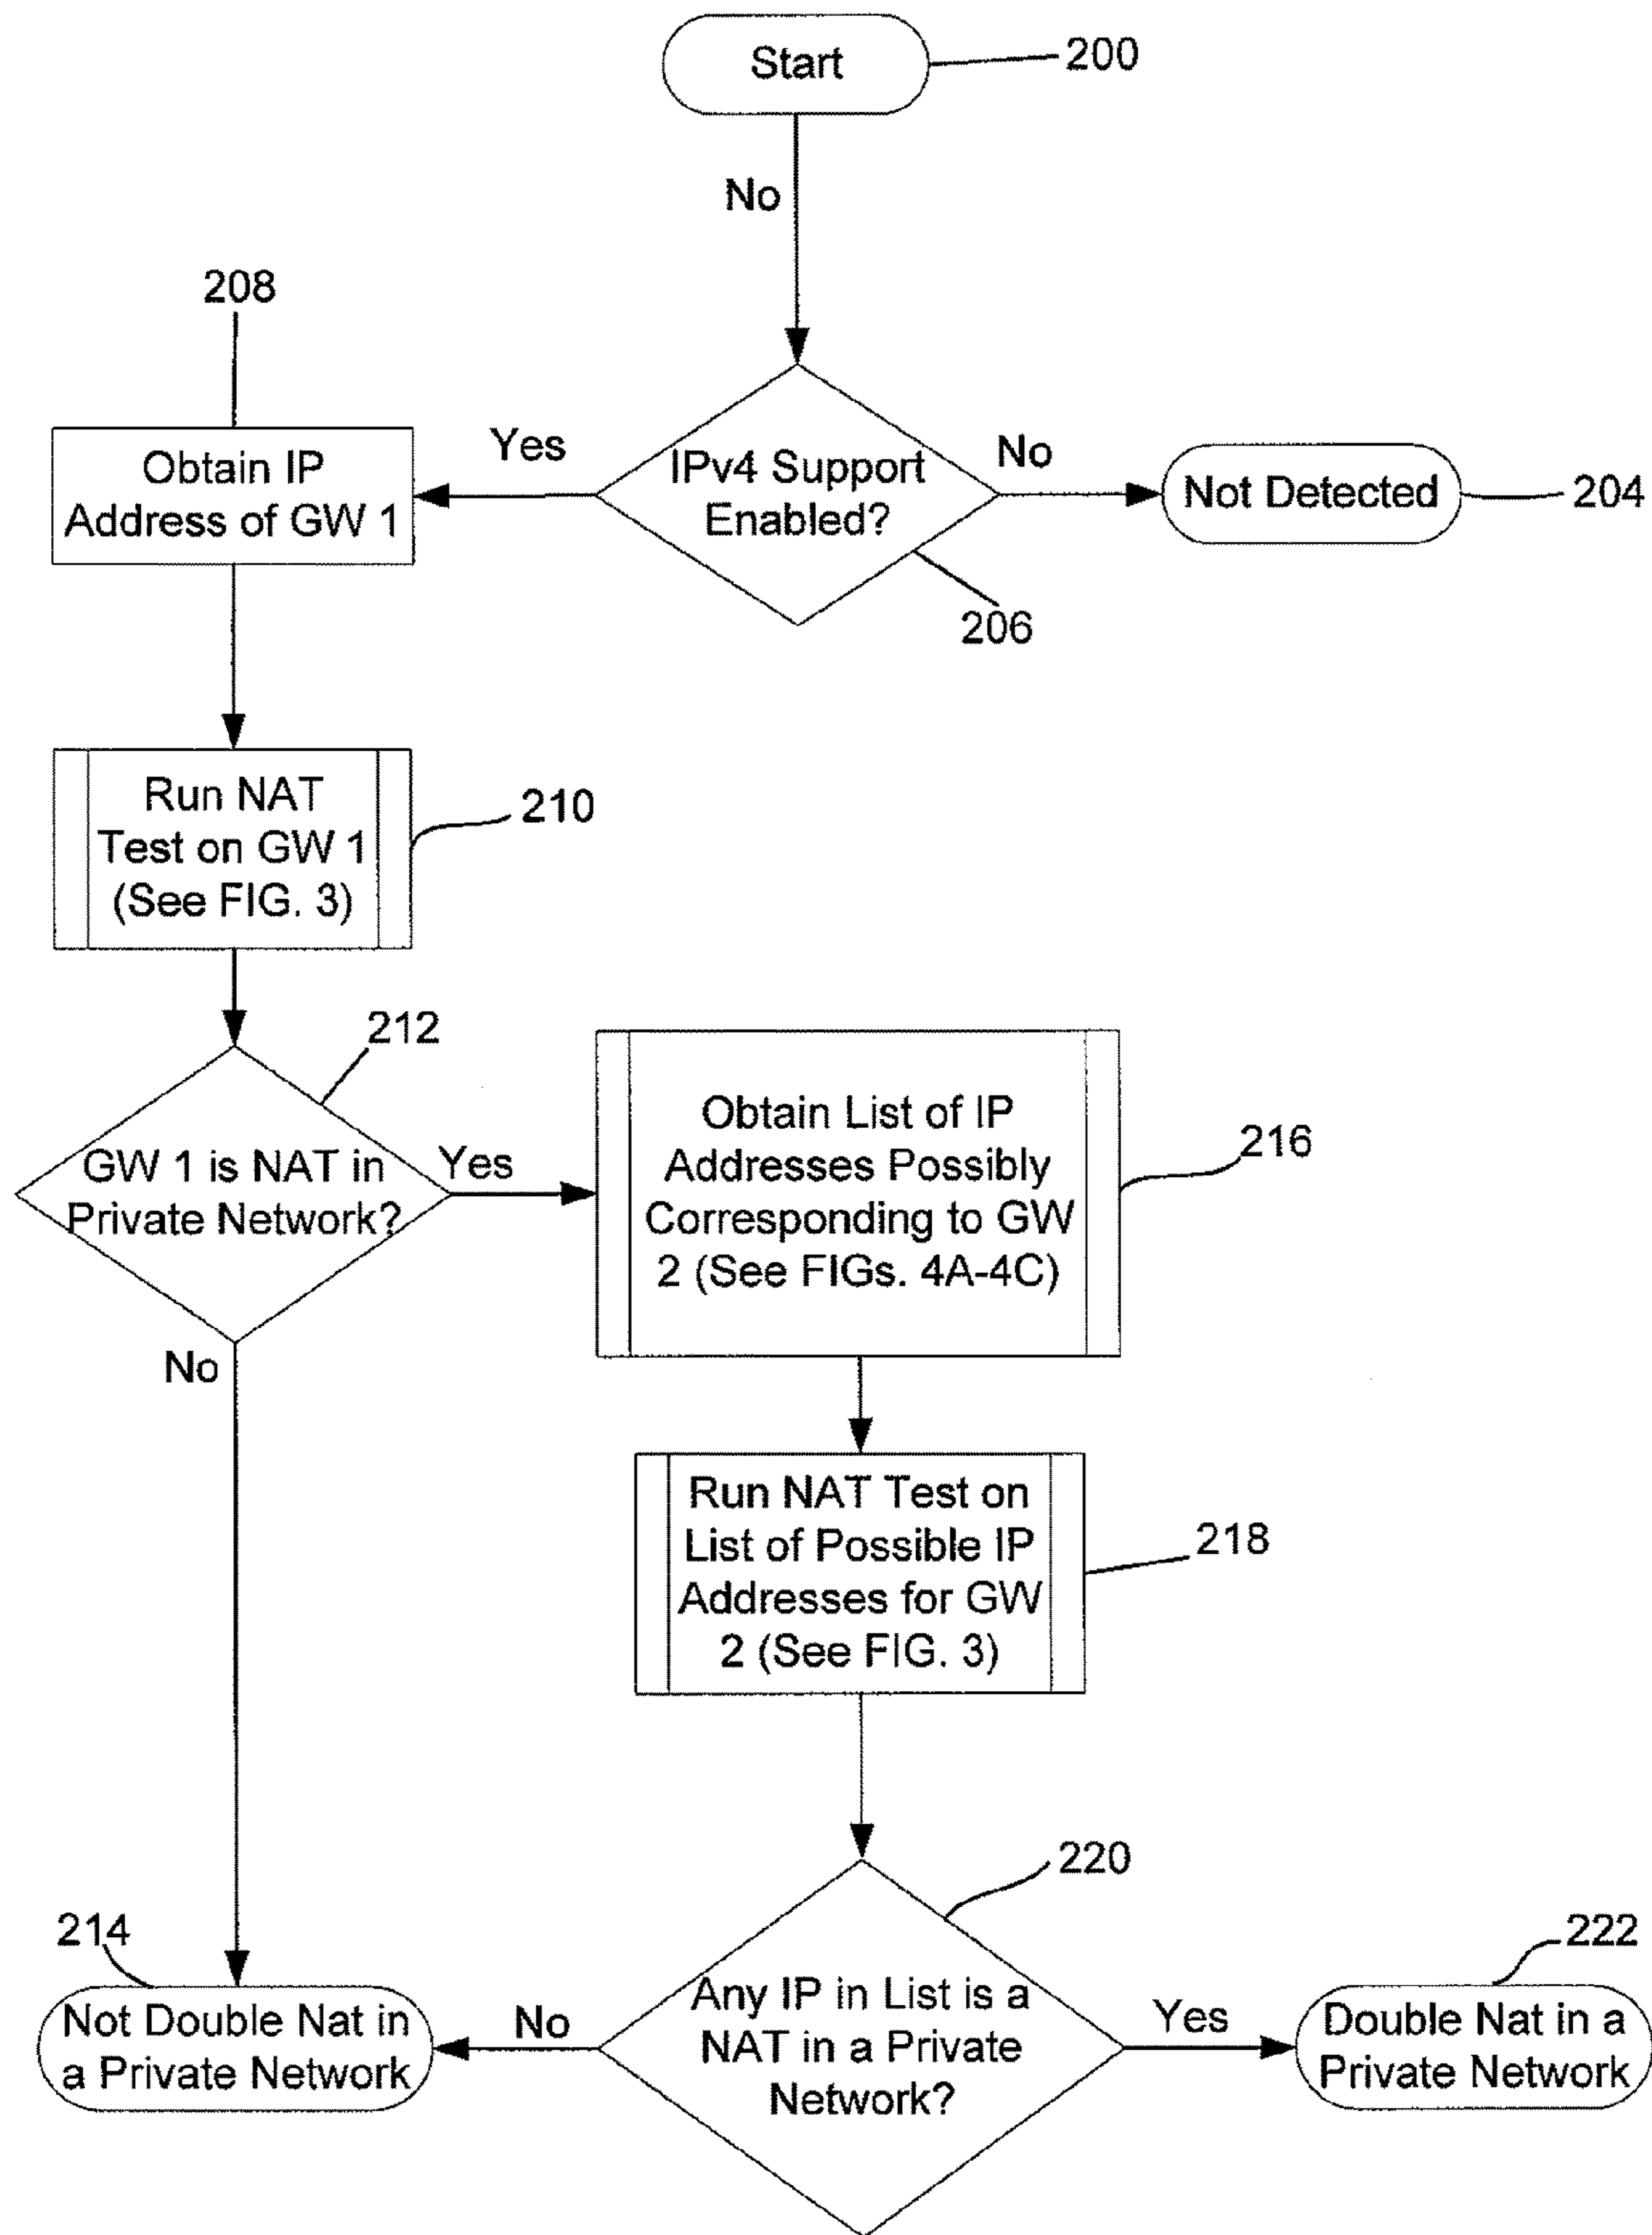 Start
200
No
208
Yes
No
Obtain IP
Address of GW 1
IPv4 Support
Enabled?
Not Detected
204
206
Run NAT
Test on GW 1
(See FIG. 3)
210
212
GW 1 is NAT in
Private Network?
Yes
Obtain List of IP
Addresses Possibly
Corresponding to GW
2 (See FIGs. 4A-4C)
216
No
Run NAT Test on
List of Possible IP
Addresses for GW
2 (See FIG. 3)
218
220
214
Not Double Nat in
a Private Network
No
Any IP in List is a
NAT in a Private
Network?
Yes
222
Double Nat in a
Private Network